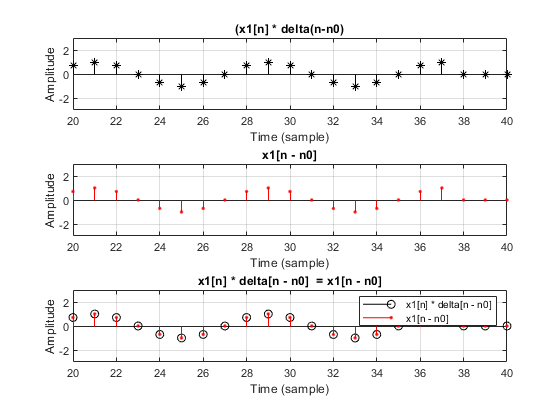 (x1[n] * delta(n-n0)
Amplitude
2
0
-2
20 22 24 26 28 30 32 34 36 38 40
Time (sample)
x1[n - n0]
Amplitude
2
0
-2
20 22 24 26 28 30 32 34 36 38 40
Time (sample)
x1[n] * delta[n - n0]  = x1[n - n0]
Amplitude
2
0
-2
x1[n] * delta[n - n0]
x1[n - n0]
20 22 24 26 28 30 32 34 36 38 40
Time (sample)